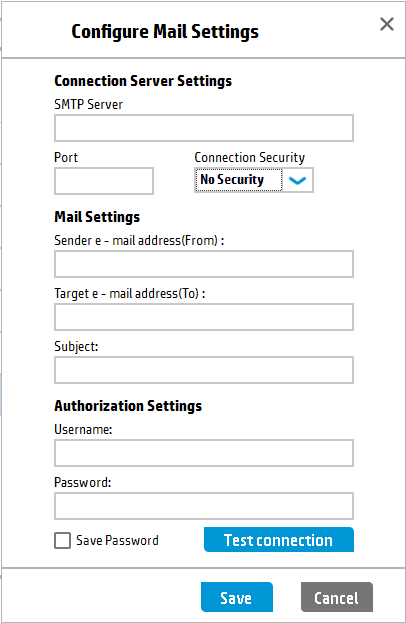 Configure Mail Settings
Connection Server Settings
SMTP Server
Port
Connection Security
No Security
Mail Settings
Sender e - mail address(From) :
Target e - mail address(To) :
Subject:
Authorization Settings
Username:
Password:
Save Password
Test connection
Save
Cancel